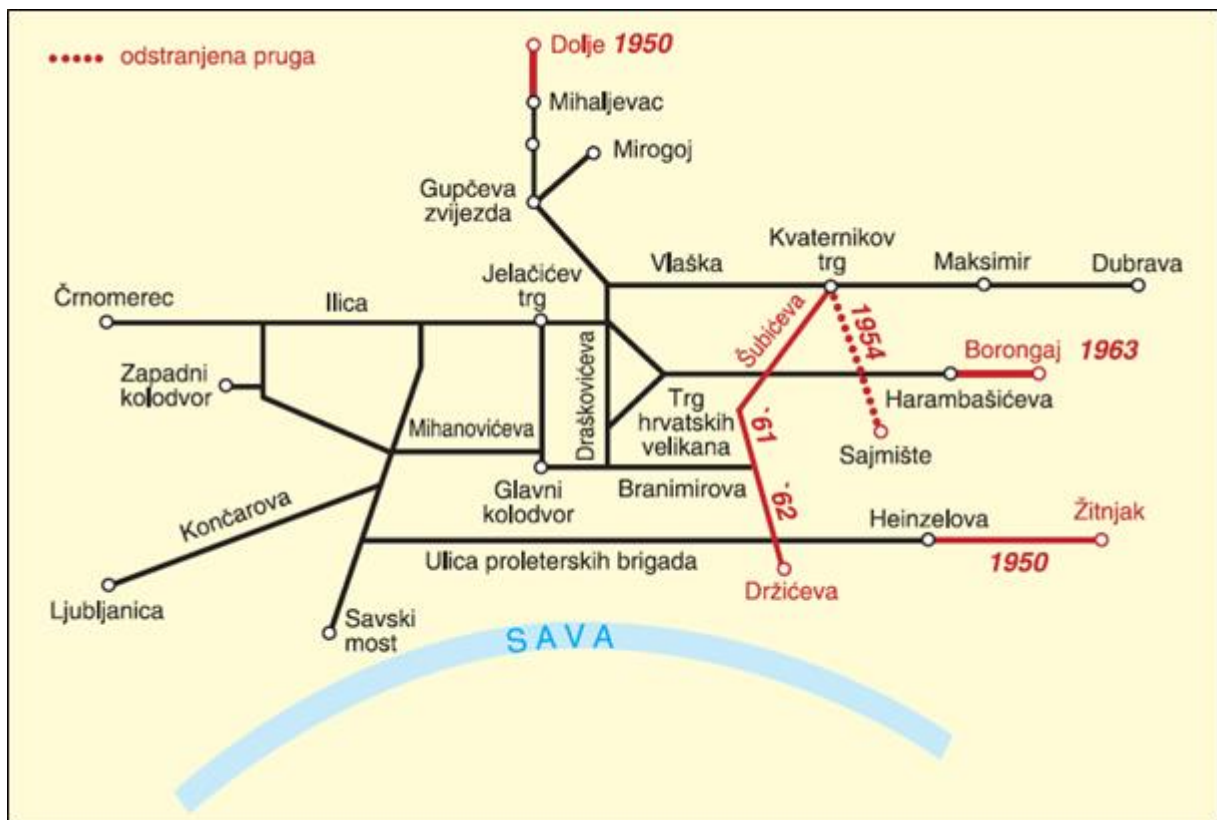 odstranjena pruga
Dolje 1950
Mihaljevac
Mirogoj
Gupčeva
zvijezda
Kvaternikov
trg
Vlaška
Maksimir
Dubrava
Jelačićev
trg
Črnomerec
Ilica
Šubićeva
1954
Borongaj 1963
Zapadni
kolodvor
Draškovićeva
Trg
hrvatskih
velikana
Harambašićeva
Mihanovićeva
´61
Sajmište
Glavni
kolodvor
Branimirova
´62
Končarova
Heinzelova
Žitnjak
Ulica proleterskih brigada
1950
Držićeva
Ljubljanica
Savski
most
SAVA